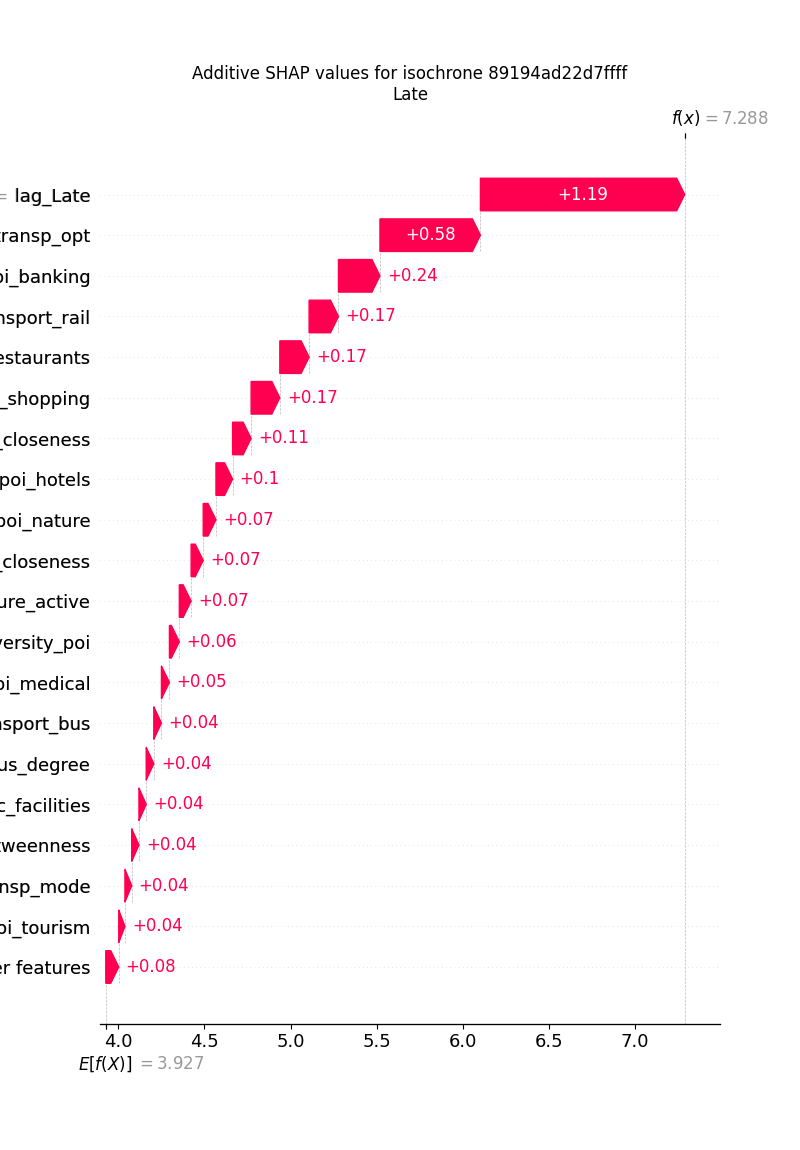 Additive SHAP values for isochrone 89194ad22d7ffff
Late
f(x) = 7.288
= lag_Late
+1.19
ransp_opt
+0.58
oi_banking
+0.24
nsport_rail
+0.17
estaurants
+0.17
_shopping
+0.17
closeness
+0.11
poi_hotels
+0.1
poi_nature
+0.07
closeness
+0.07
ure_active
+0.07
versity_poi
+0.06
oi_medical
+0.05
nsport_bus
+0.04
us_degree
+0.04
c_facilities
+0.04
tweenness
+0.04
nsp_mode
+0.04
oi_tourism
+0.04
er features
+0.08
4.0 4.5 5.0 5.5 6.0 6.5 7.0
E[f(X)] = 3.927